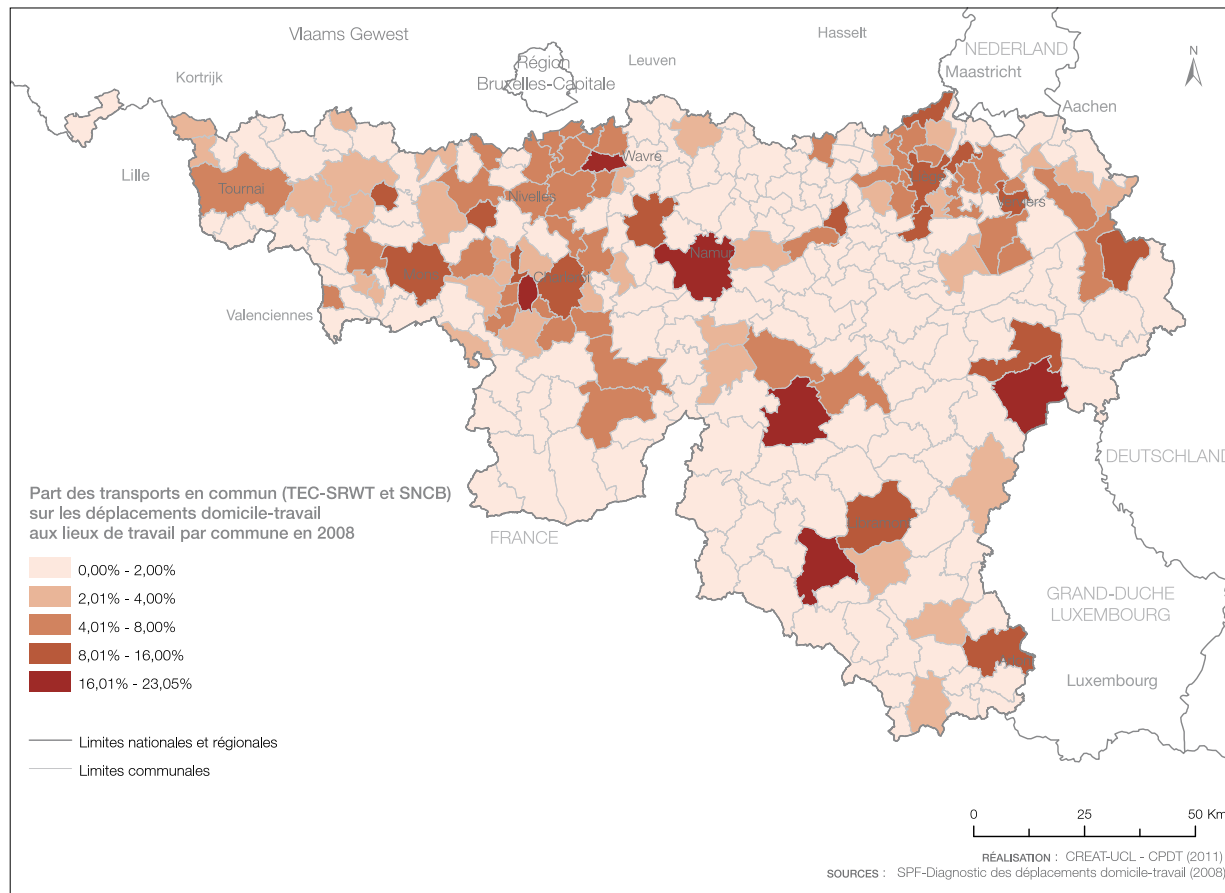 Vlaams Gewest
Hasselt
NEDERLAND
Maastricht
N
Région
Bruxelles-Capitale
Leuven
Kortrijk
Aachen
Lille
Wavre
Tournai
Nivelles
Verviers
Mons
Charleroi
Namur
Valenciennes
DEUTSCHLAND
FRANCE
GRAND-DUCHE
LUXEMBOURG
Luxembourg
Part des transports en commun (TEC-SRWT et SNCB)
sur les déplacements domicile-travail
aux lieux de travail par commune en 2008
0,00% - 2,00%
2,01% - 4,00%
4,01% - 8,00%
8,01% - 16,00%
16,01% - 23,05%
Limites nationales et régionales
Limites communales
0 25 50 Km
RÉALISATION : CREAT-UCL - CPDT (2011)
SOURCES : SPF-Diagnostic des déplacements domicile-travail (2008)